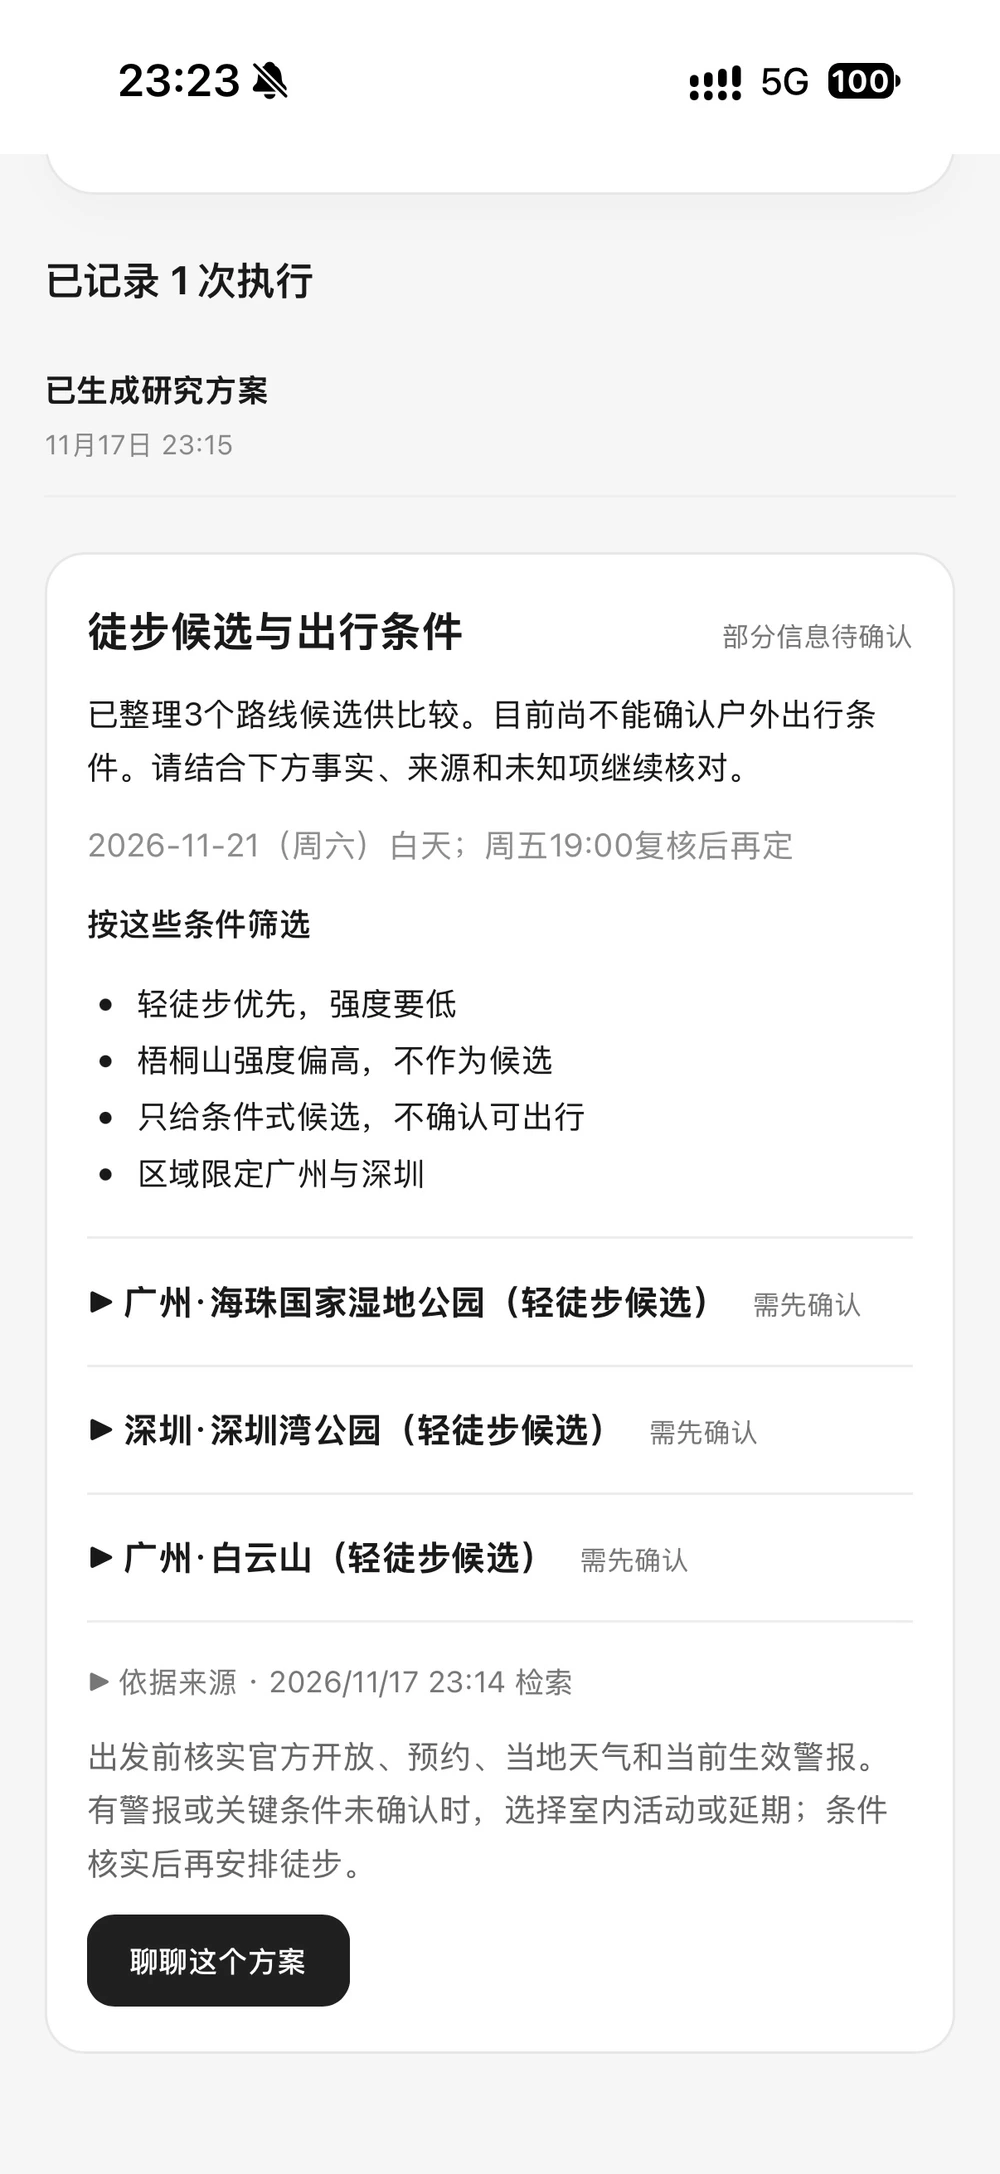 23:23
5G
100
已记录 1 次执行
已生成研究方案
11月17日 23:15
徒步候选与出行条件
部分信息待确认
已整理3个路线候选供比较。目前尚不能确认户外出行条
件。请结合下方事实、来源和未知项继续核对。
2026-11-21（周六）白天；周五19:00复核后再定
按这些条件筛选
• 轻徒步优先，强度要低
• 梧桐山强度偏高，不作为候选
• 只给条件式候选，不确认可出行
• 区域限定广州与深圳
▶ 广州·海珠国家湿地公园（轻徒步候选） 需先确认
▶ 深圳·深圳湾公园（轻徒步候选） 需先确认
▶ 广州·白云山（轻徒步候选） 需先确认
▶ 依据来源 · 2026/11/17 23:14 检索
出发前核实官方开放、预约、当地天气和当前生效警报。
有警报或关键条件未确认时，选择室内活动或延期；条件
核实后再安排徒步。
聊聊这个方案